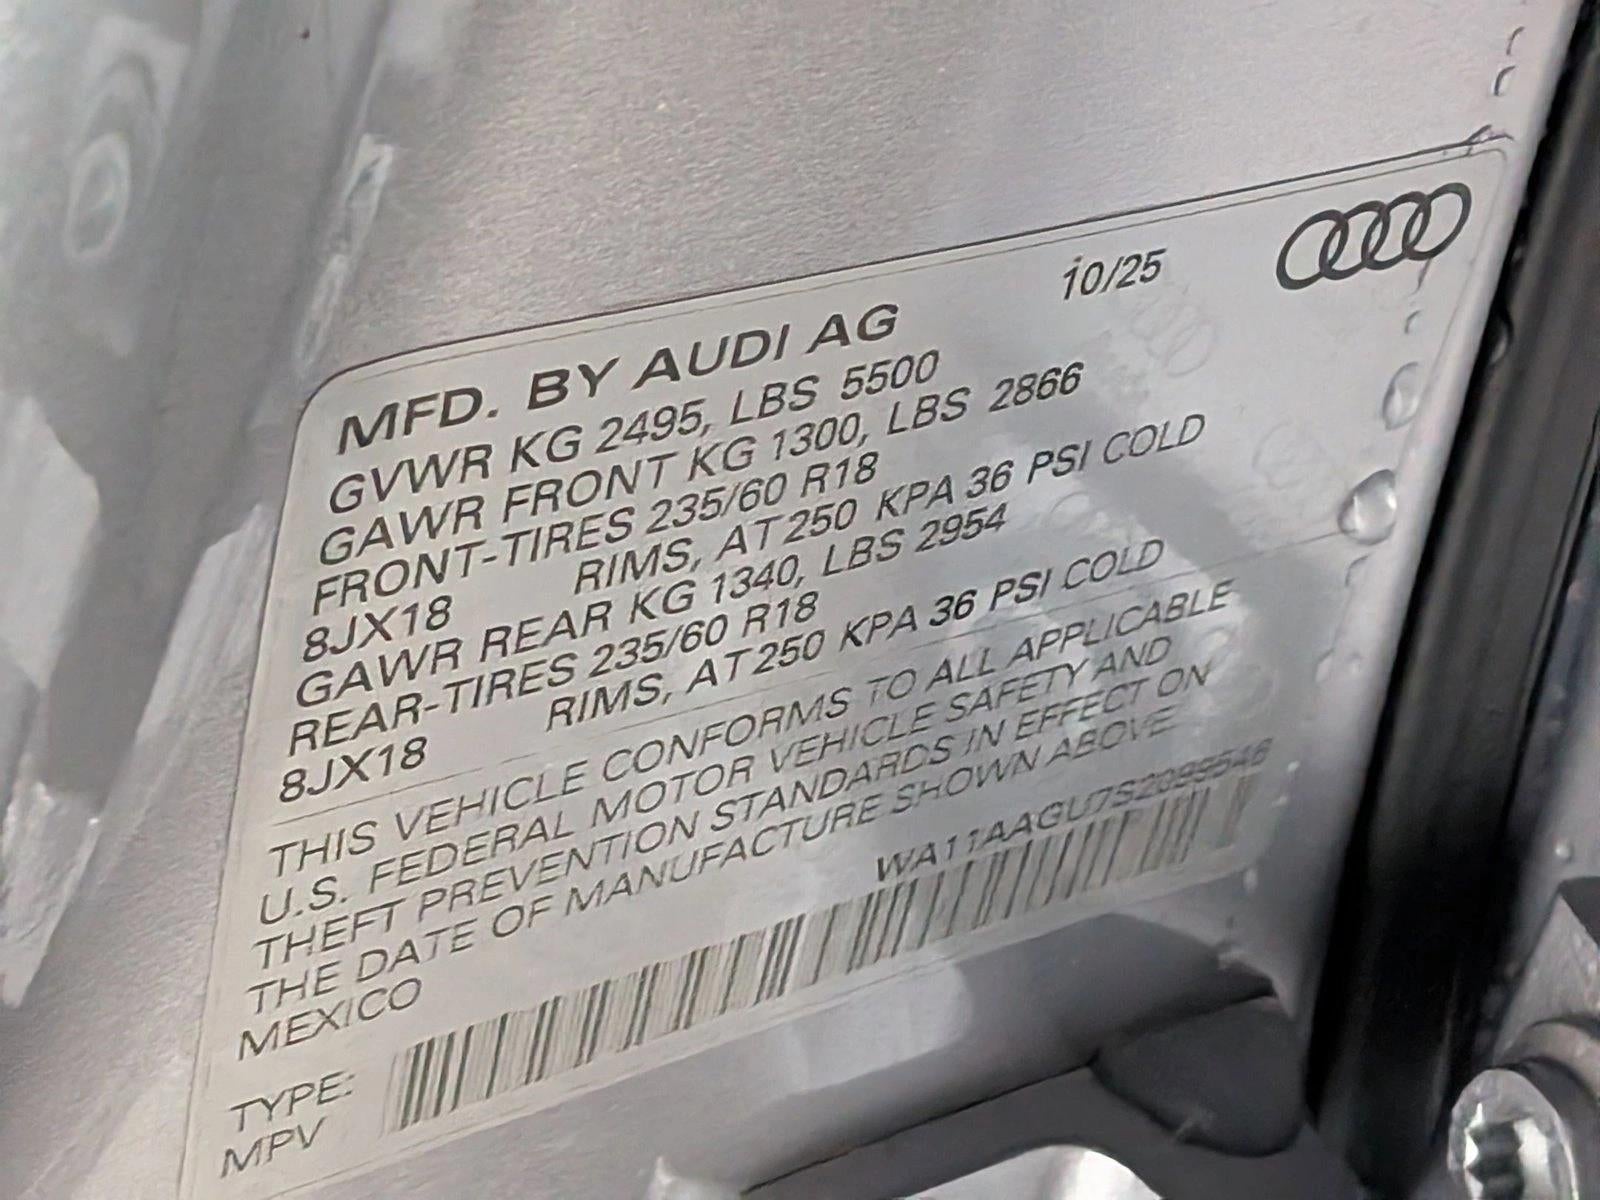 10/25
MFD. BY AUDI AG
GVWR KG 2495, LBS 5500
GAWR FRONT KG 1300, LBS 2866
FRONT-TIRES 235/60 R18
8JX18 RIMS, AT 250 KPA 36 PSI COLD
GAWR REAR KG 1340, LBS 2954
REAR-TIRES 235/60 R18
8JX18 RIMS, AT 250 KPA 36 PSI COLD
THIS VEHICLE CONFORMS TO ALL APPLICABLE
U.S. FEDERAL MOTOR VEHICLE SAFETY AND
THEFT PREVENTION STANDARDS IN EFFECT ON
THE DATE OF MANUFACTURE SHOWN ABOVE.
MEXICO WA11AAGU7S2099546
TYPE:
MPV